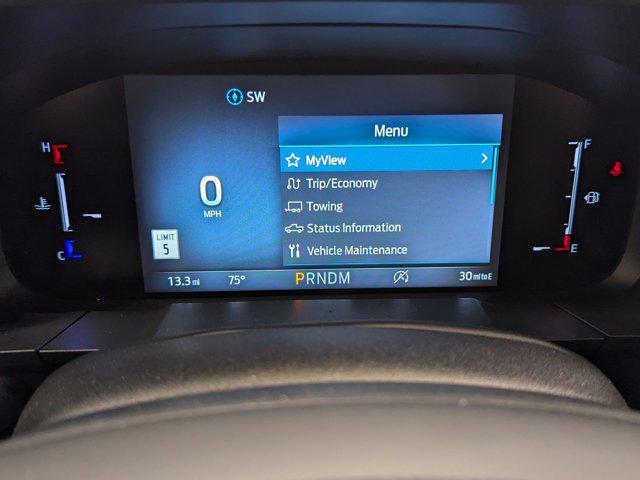 SW
Menu
H
F
MyView
Trip/Economy
0
MPH
Towing
Status Information
LIMIT
5
Vehicle Maintenance
C
E
13.3 mi 75° PRNDM 30 mi to E